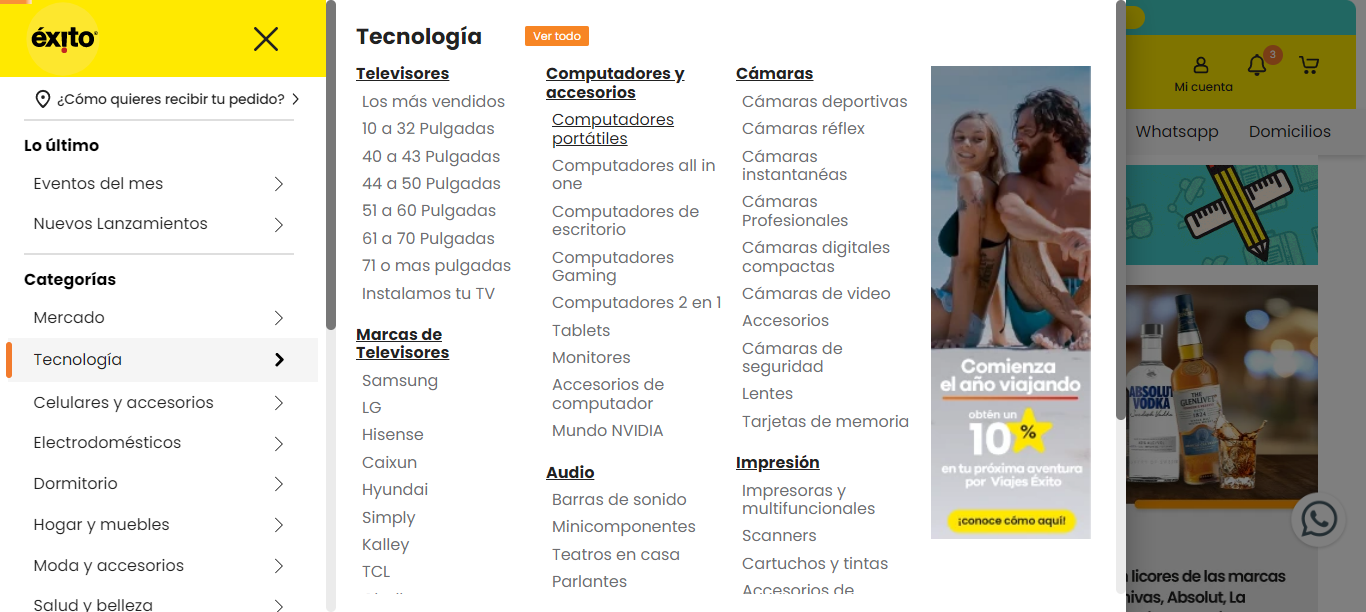 éxito
¿Cómo quieres recibir tu pedido?
Lo último
Eventos del mes
Nuevos Lanzamientos
Categorías
Mercado
Tecnología
Celulares y accesorios
Electrodomésticos
Dormitorio
Hogar y muebles
Moda y accesorios
Salud y belleza
Tecnología
Ver todo
Televisores
Los más vendidos
10 a 32 Pulgadas
40 a 43 Pulgadas
44 a 50 Pulgadas
51 a 60 Pulgadas
61 a 70 Pulgadas
71 o mas pulgadas
Instalamos tu TV
Marcas de
Televisores
Samsung
LG
Hisense
Caixun
Hyundai
Simply
Kalley
TCL
Computadores y
accesorios
Computadores
portátiles
Computadores all in
one
Computadores de
escritorio
Computadores
Gaming
Computadores 2 en 1
Tablets
Monitores
Accesorios de
computador
Mundo NVIDIA
Audio
Barras de sonido
Minicomponentes
Teatros en casa
Parlantes
Cámaras
Cámaras deportivas
Cámaras réflex
Cámaras
instantanéas
Cámaras
Profesionales
Cámaras digitales
compactas
Cámaras de video
Accesorios
Cámaras de
seguridad
Lentes
Tarjetas de memoria
Impresión
Impresoras y
multifuncionales
Scanners
Cartuchos y tintas
Accesorios de
Comienza
el año viajando
obtén un
10%
en tu próxima aventura
por Viajes Éxito
¡conoce cómo aquí!
3
Mi cuenta
Whatsapp
Domicilios
ABSOLUT
VODKA
THE
GLENLIVET
1824
licores de las marcas
hivas, Absolut, La